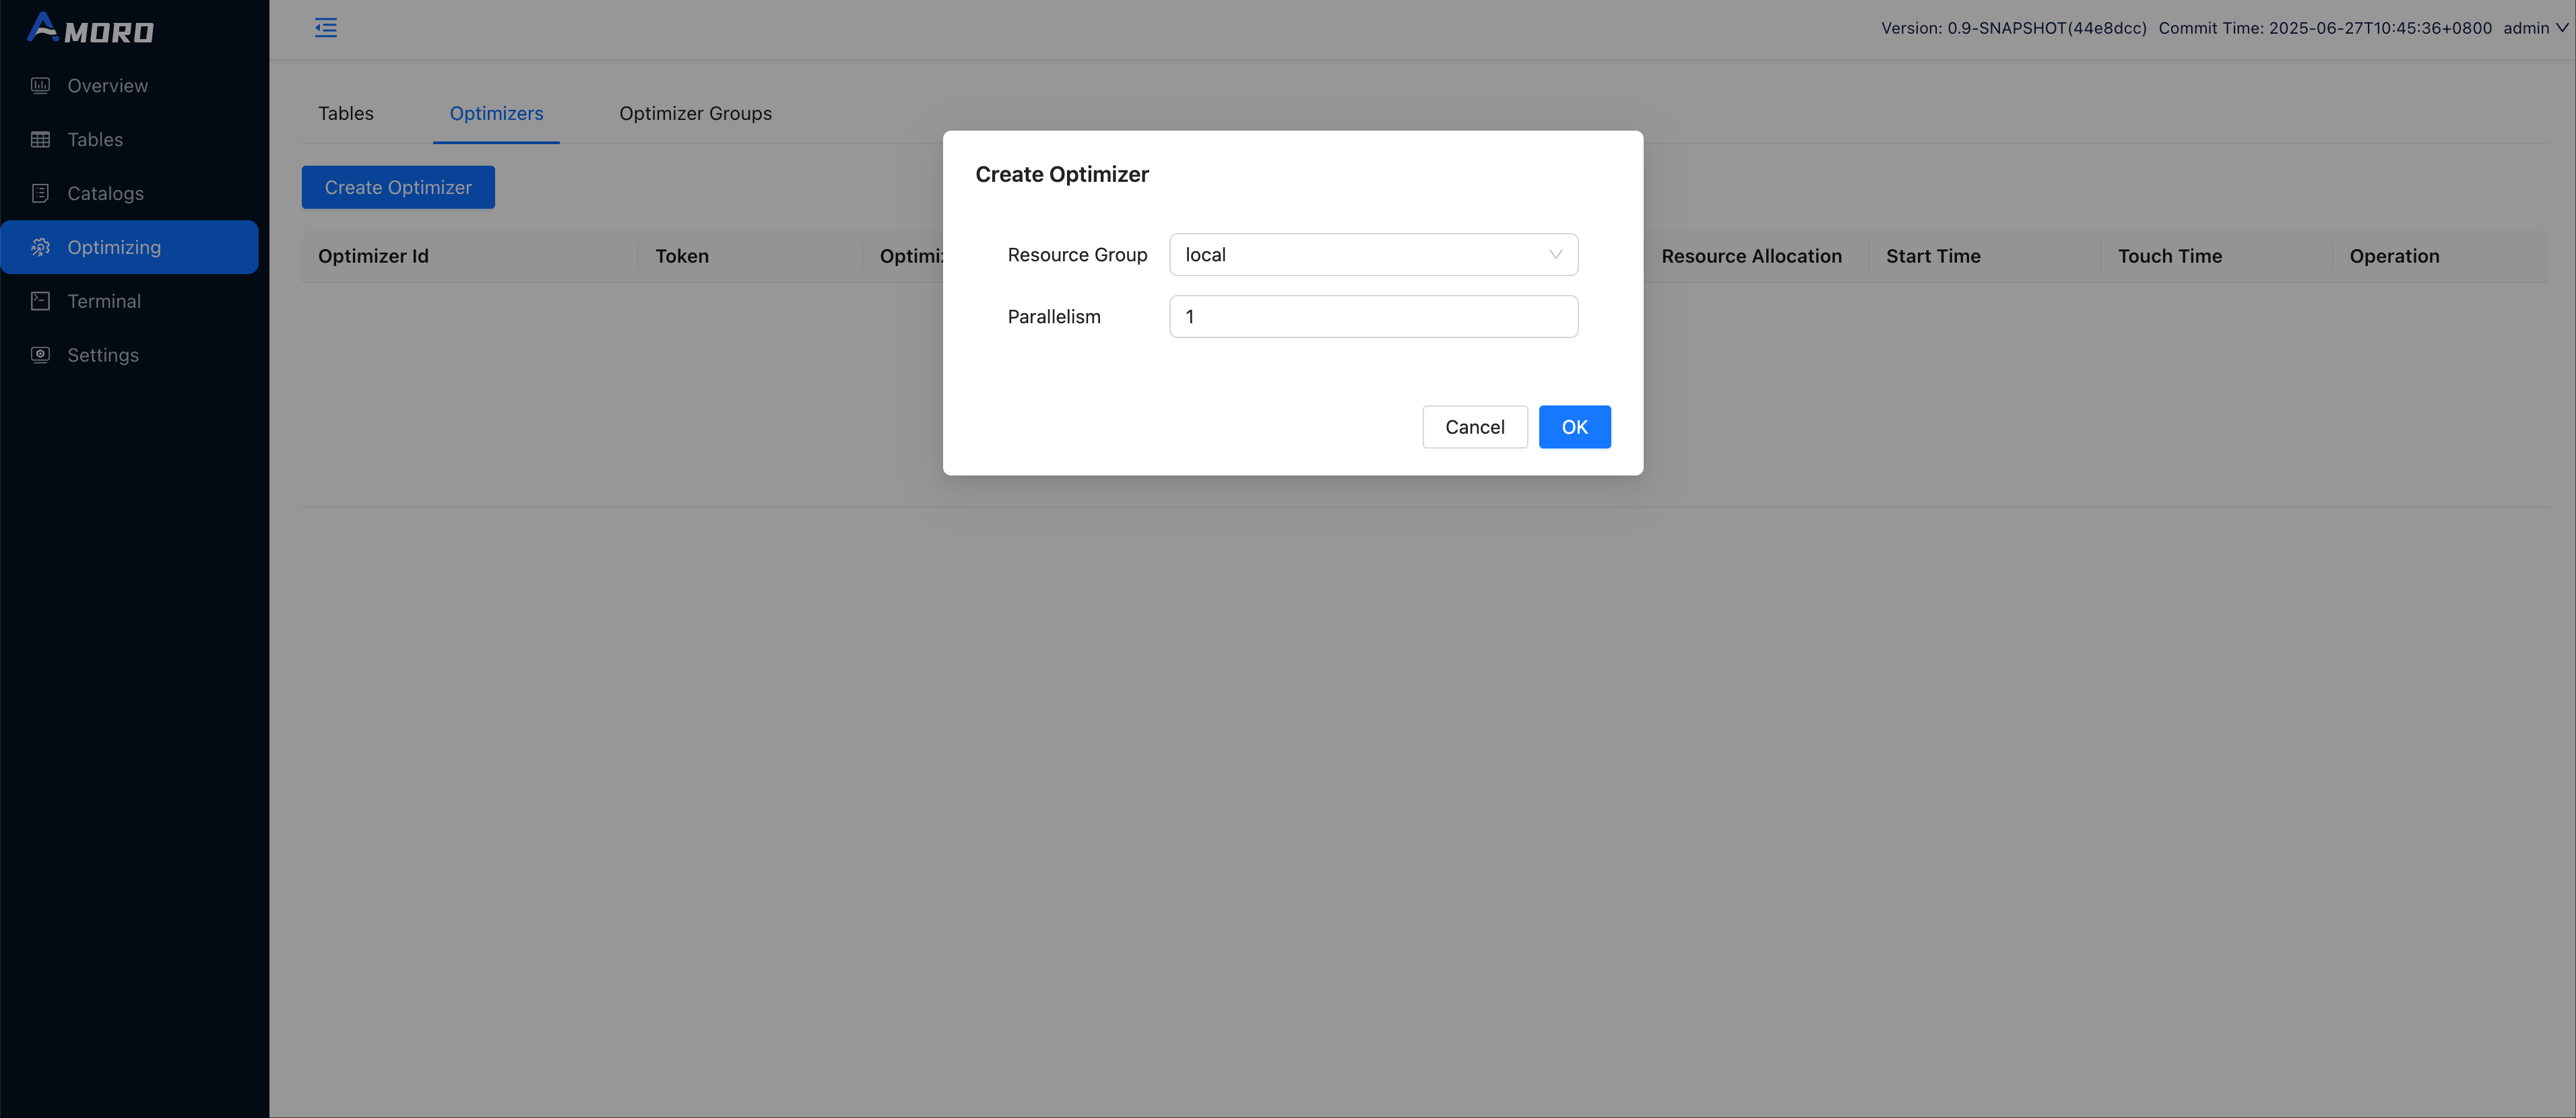 AMORO
Version: 0.9-SNAPSHOT(44e8dcc) Commit Time: 2025-06-27T10:45:36+0800 admin
Overview
Tables
Catalogs
Optimizing
Terminal
Settings
Tables Optimizers Optimizer Groups
Create Optimizer
Optimizer Id Token Resource Allocation Start Time Touch Time Operation
Create Optimizer
Resource Group local
Parallelism 1
Cancel OK